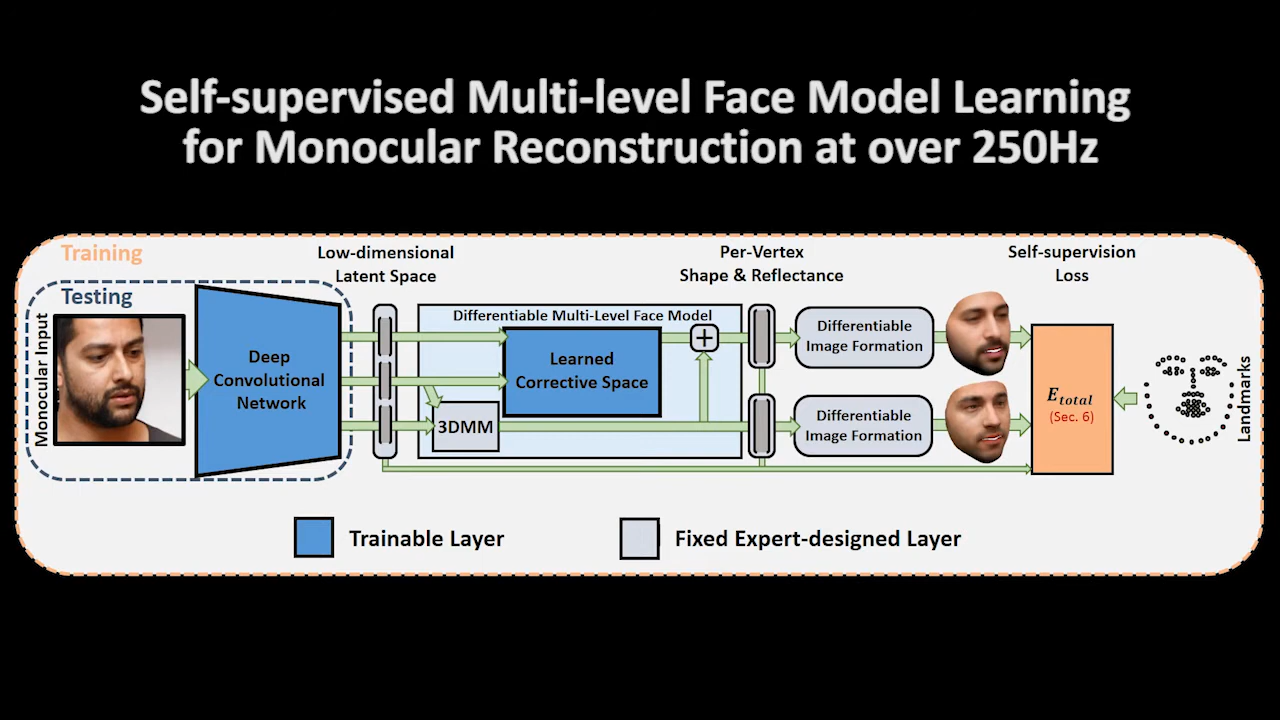 Self-supervised Multi-level Face Model Learning
for Monocular Reconstruction at over 250Hz
Training
Testing
Monocular Input
Deep
Convolutional
Network
Low-dimensional
Latent Space
Differentiable Multi-Level Face Model
Learned
Corrective Space
+
3DMM
Per-Vertex
Shape & Reflectance
Differentiable
Image Formation
Differentiable
Image Formation
Self-supervision
Loss
E_total
(Sec. 6)
Landmarks
Trainable Layer
Fixed Expert-designed Layer